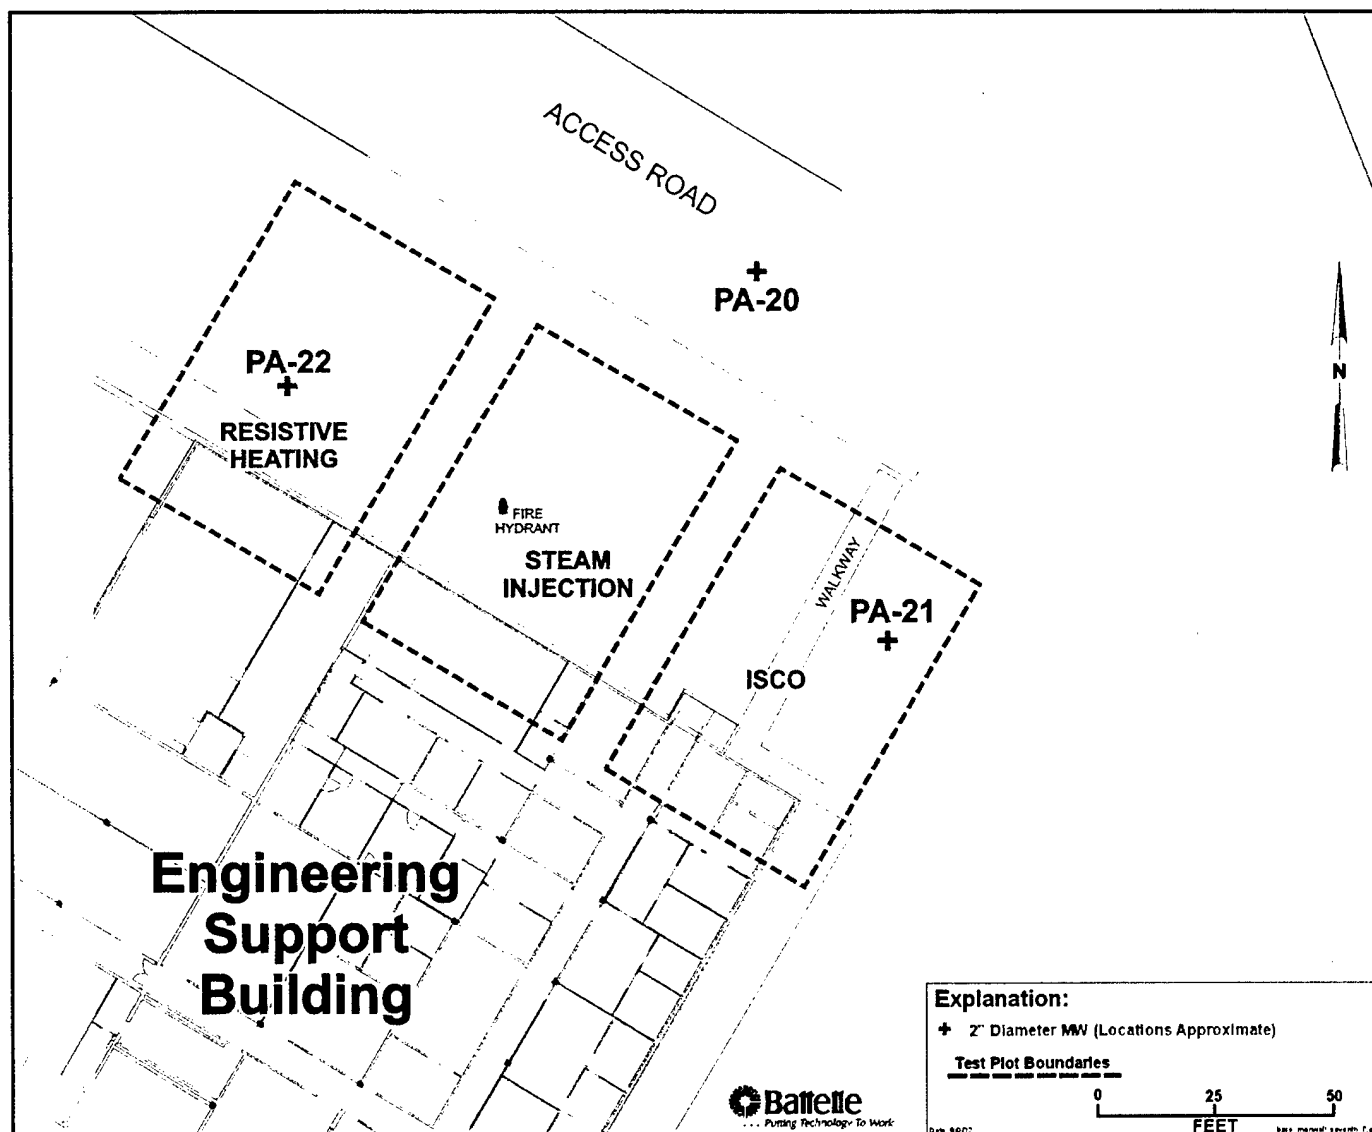 ACCESS ROAD
PA-20
PA-22
RESISTIVE
HEATING
FIRE
HYDRANT
STEAM
INJECTION
WALKWAY
PA-21
ISCO
N
Engineering
Support
Building
Explanation:
2" Diameter MW (Locations Approximate)
Test Plot Boundaries
0 25 50
FEET
Battelle
... Putting Technology To Work